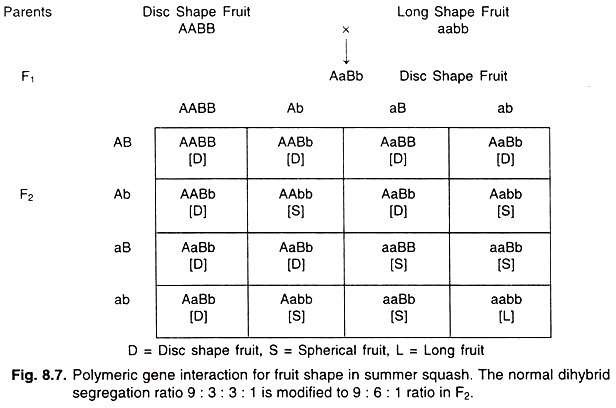 Parents Disc Shape Fruit Long Shape Fruit
AABB × aabb
F₁ AaBb Disc Shape Fruit
AABB Ab aB ab
AB AABB AABb AaBB AaBb
[D] [D] [D] [D]
F₂ Ab AABb AAbb AaBb Aabb
[D] [S] [D] [S]
aB AaBb AaBb aaBB aaBb
[D] [D] [S] [S]
ab AaBb Aabb aaBb aabb
[D] [S] [S] [L]
D = Disc shape fruit, S = Spherical fruit, L = Long fruit
Fig. 8.7. Polymeric gene interaction for fruit shape in summer squash. The normal dihybrid
segregation ratio 9 : 3 : 3 : 1 is modified to 9 : 6 : 1 ratio in F₂.